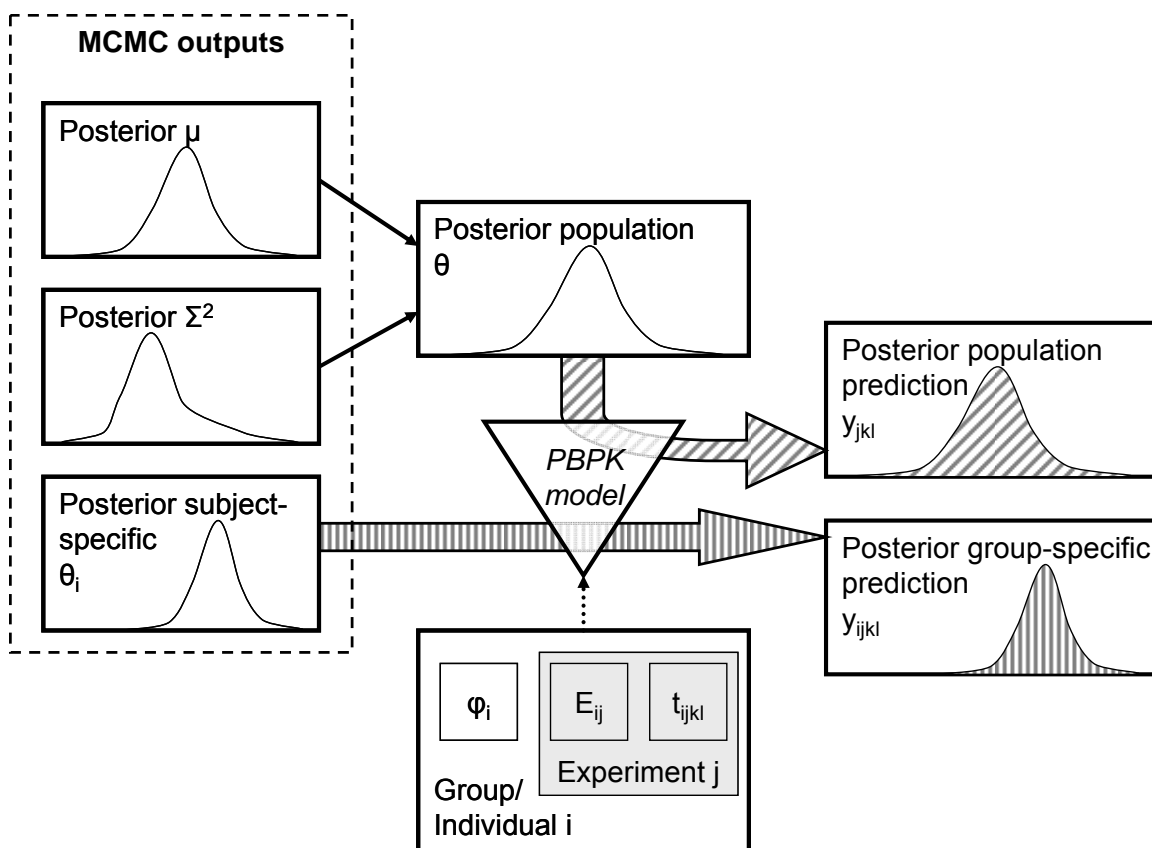 MCMC outputs
Posterior μ
Posterior Σ²
Posterior subject-
specific
θᵢ
Posterior population
θ
PBPK
model
Posterior population
prediction
yⱼₖₗ
Posterior group-specific
prediction
yᵢⱼₖₗ
φᵢ
Eᵢⱼ
tᵢⱼₖₗ
Experiment j
Group/
Individual i